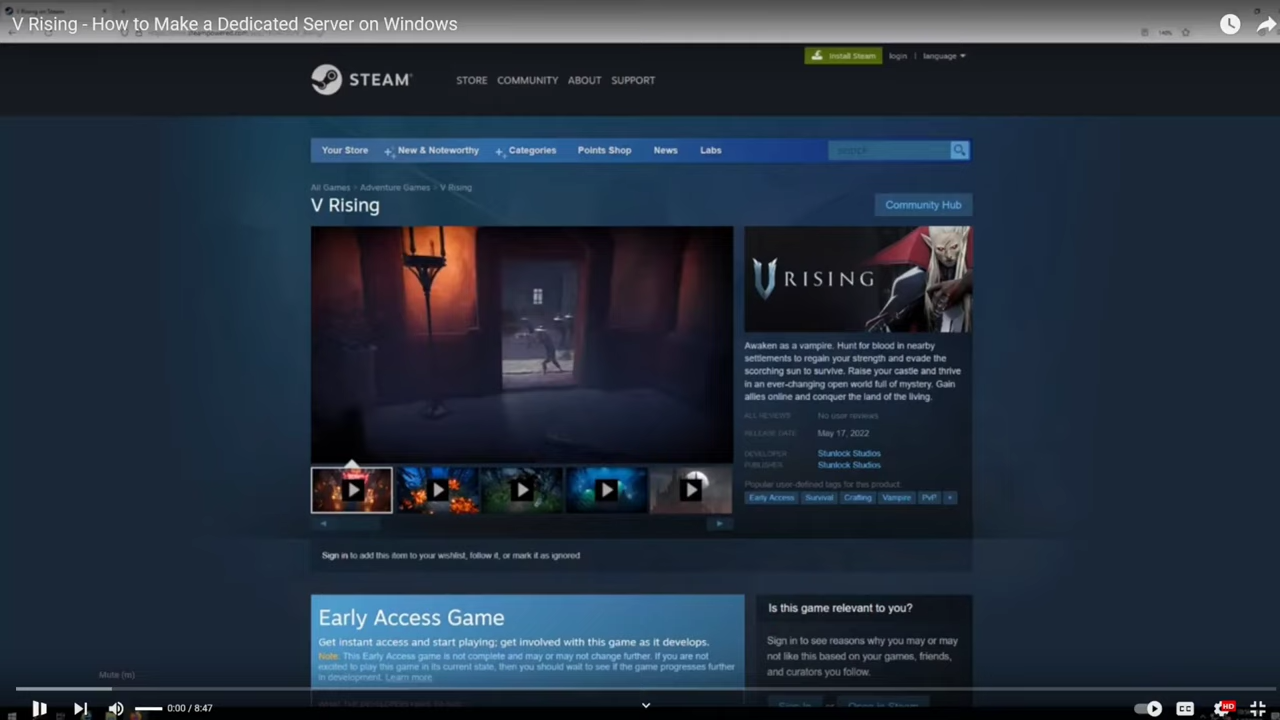 V Rising - How to Make a Dedicated Server on Windows
Install Steam login | language
STEAM STORE COMMUNITY ABOUT SUPPORT
Your Store New & Noteworthy Categories Points Shop News Labs
All Games > Adventure Games > V Rising
V Rising
Community Hub
V RISING
Awaken as a vampire. Hunt for blood in nearby
settlements to regain your strength and evade the
scorching sun to survive. Raise your castle and thrive
in an ever-changing open world full of mystery. Gain
allies online and conquer the land of the living.
ALL REVIEWS: No user reviews
RELEASE DATE: May 17, 2022
DEVELOPER: Stunlock Studios
PUBLISHER: Stunlock Studios
Popular user-defined tags for this product:
Early Access Survival Crafting Vampire PvP +
Sign in to add this item to your wishlist, follow it, or mark it as ignored
Early Access Game
Get instant access and start playing; get involved with this game as it develops.
Note: This Early Access game is not complete and may or may not change further. If you are not
excited to play this game in its current state, then you should wait to see if the game progresses further
in development. Learn more
Is this game relevant to you?
Sign in to see reasons why you may or may
not like this based on your games, friends,
and curators you follow.
Sign In or Open in Steam
Mute (m)
0:00 / 8:47
CC
HD